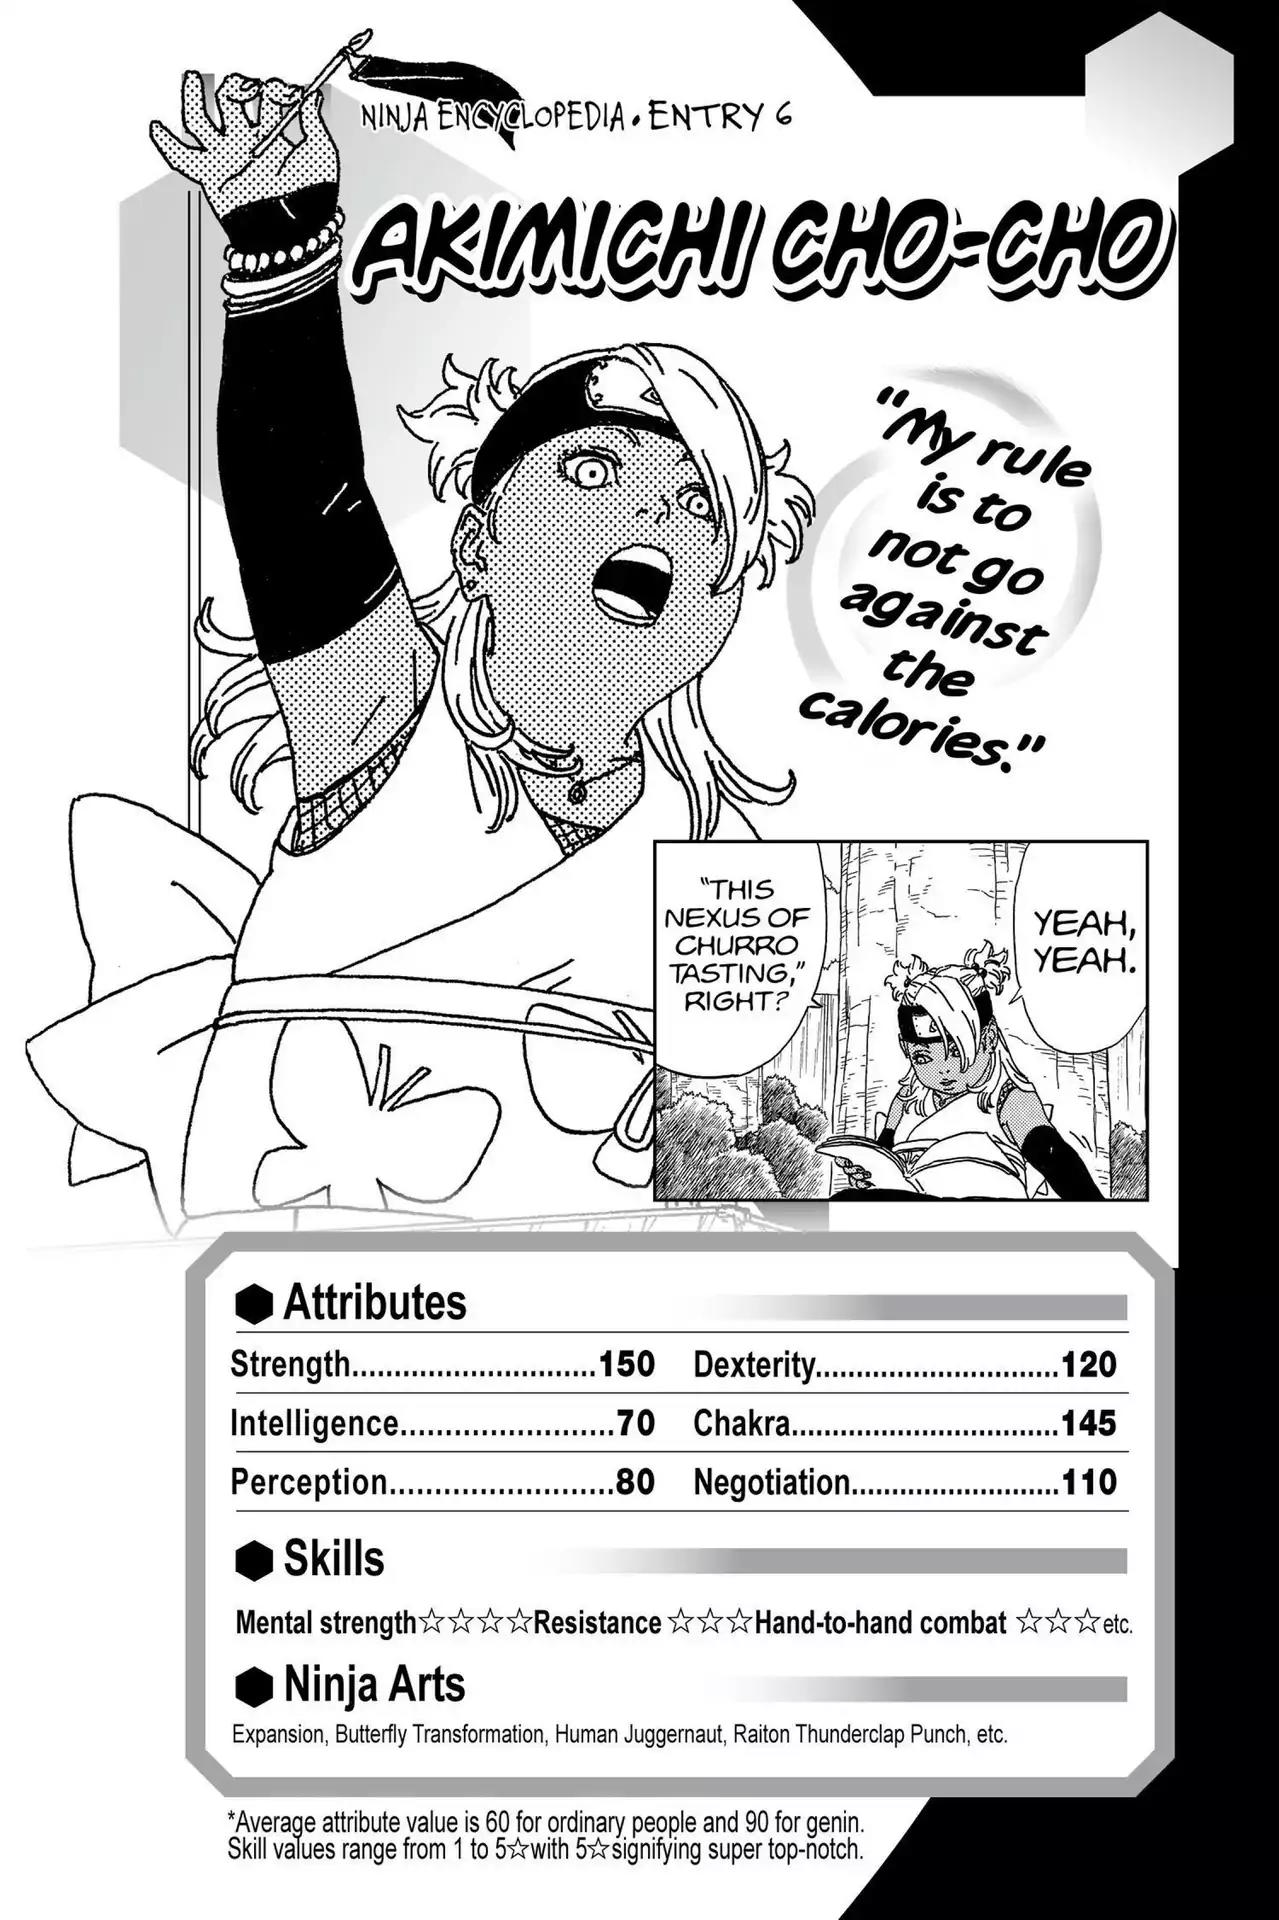 NINJA ENCYCLOPEDIA • ENTRY 6
AKIMICHI CHO-CHO
"My rule
is to
not go
against
the
calories."
"THIS
NEXUS OF
CHURRO
TASTING,"
RIGHT?
YEAH,
YEAH.
Attributes
Strength.............................150 Dexterity.............................120
Intelligence.........................70 Chakra................................145
Perception..........................80 Negotiation.........................110
Skills
Mental strength☆☆☆☆Resistance ☆☆☆Hand-to-hand combat ☆☆☆etc.
Ninja Arts
Expansion, Butterfly Transformation, Human Juggernaut, Raiton Thunderclap Punch, etc.
*Average attribute value is 60 for ordinary people and 90 for genin.
Skill values range from 1 to 5☆with 5☆signifying super top-notch.